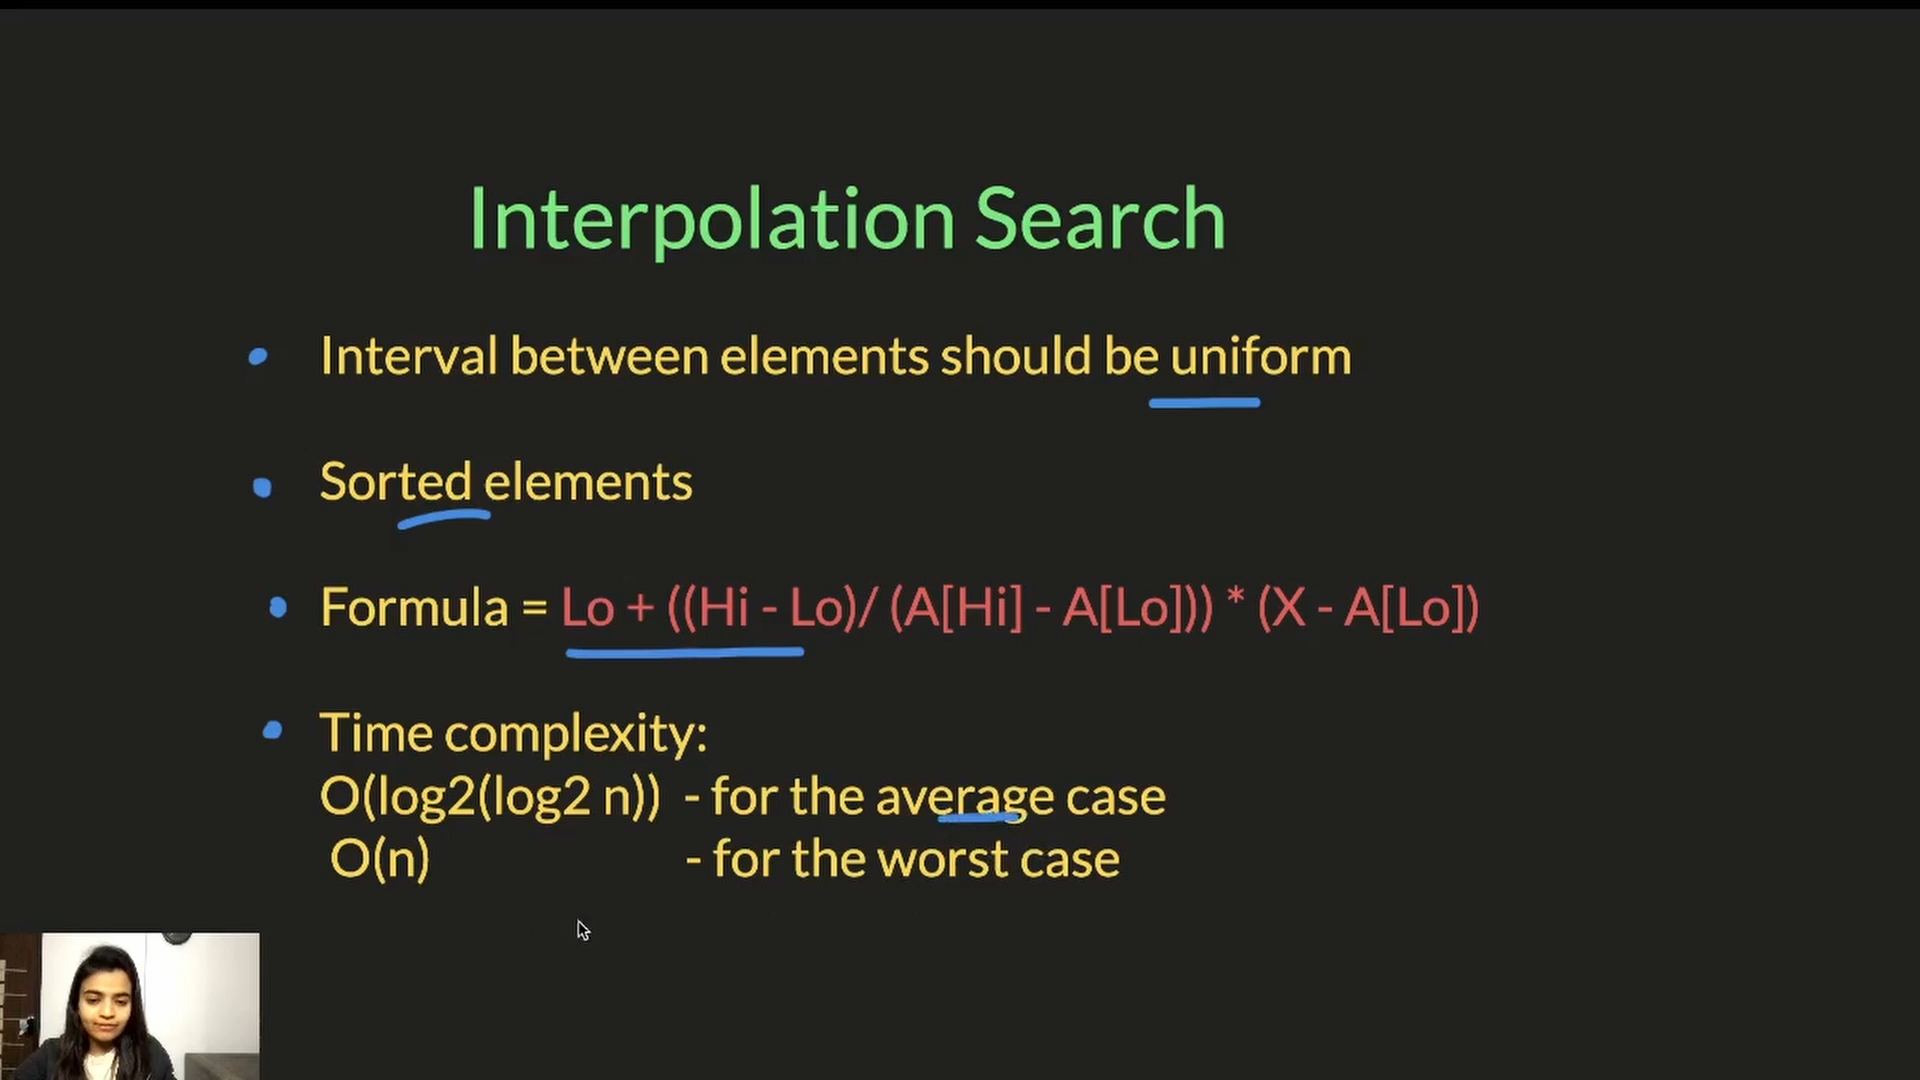 Interpolation Search
Interval between elements should be uniform
Sorted elements
Formula = Lo + ((Hi - Lo)/ (A[Hi] - A[Lo])) * (X - A[Lo])
Time complexity:
O(log2(log2 n)) - for the average case
O(n) - for the worst case